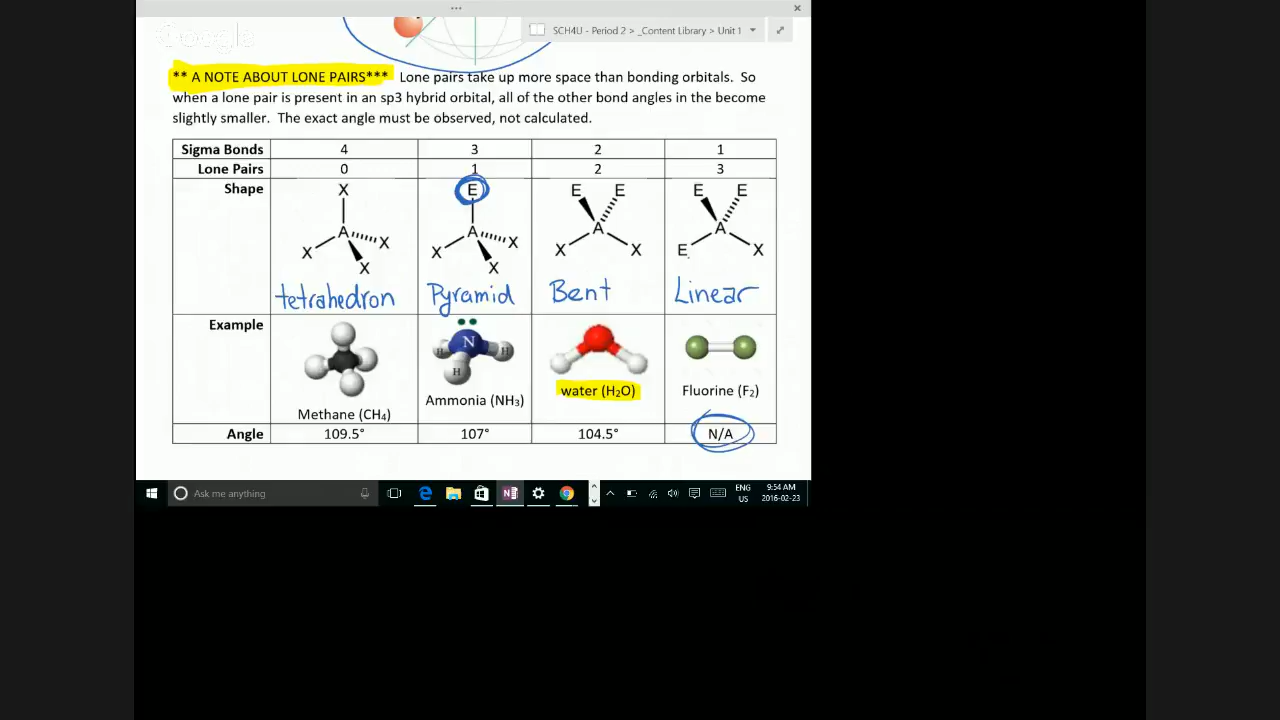 ...
Google
SCH4U - Period 2 > _Content Library > Unit 1
** A NOTE ABOUT LONE PAIRS*** Lone pairs take up more space than bonding orbitals. So
when a lone pair is present in an sp3 hybrid orbital, all of the other bond angles in the become
slightly smaller. The exact angle must be observed, not calculated.
Sigma Bonds 4 3 2 1
Lone Pairs 0 1 2 3
Shape X E E E E E
A A A A
X X X X X X E X
X X
tetrahedron Pyramid Bent Linear
Example
N
H H
H
water (H₂O) Fluorine (F₂)
Ammonia (NH₃)
Methane (CH₄)
Angle 109.5° 107° 104.5° N/A
Ask me anything
ENG 9:54 AM
US 2016-02-23